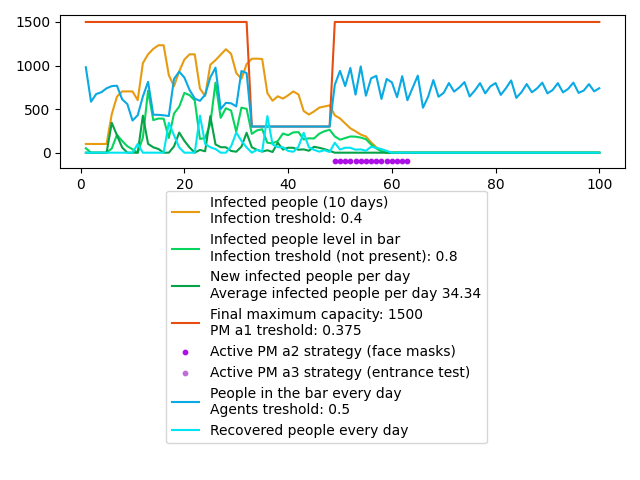 1500
1000
500
0
0 20 40 60 80 100
Infected people (10 days)
Infection treshold: 0.4
Infected people level in bar
Infection treshold (not present): 0.8
New infected people per day
Average infected people per day 34.34
Final maximum capacity: 1500
PM a1 treshold: 0.375
Active PM a2 strategy (face masks)
Active PM a3 strategy (entrance test)
People in the bar every day
Agents treshold: 0.5
Recovered people every day